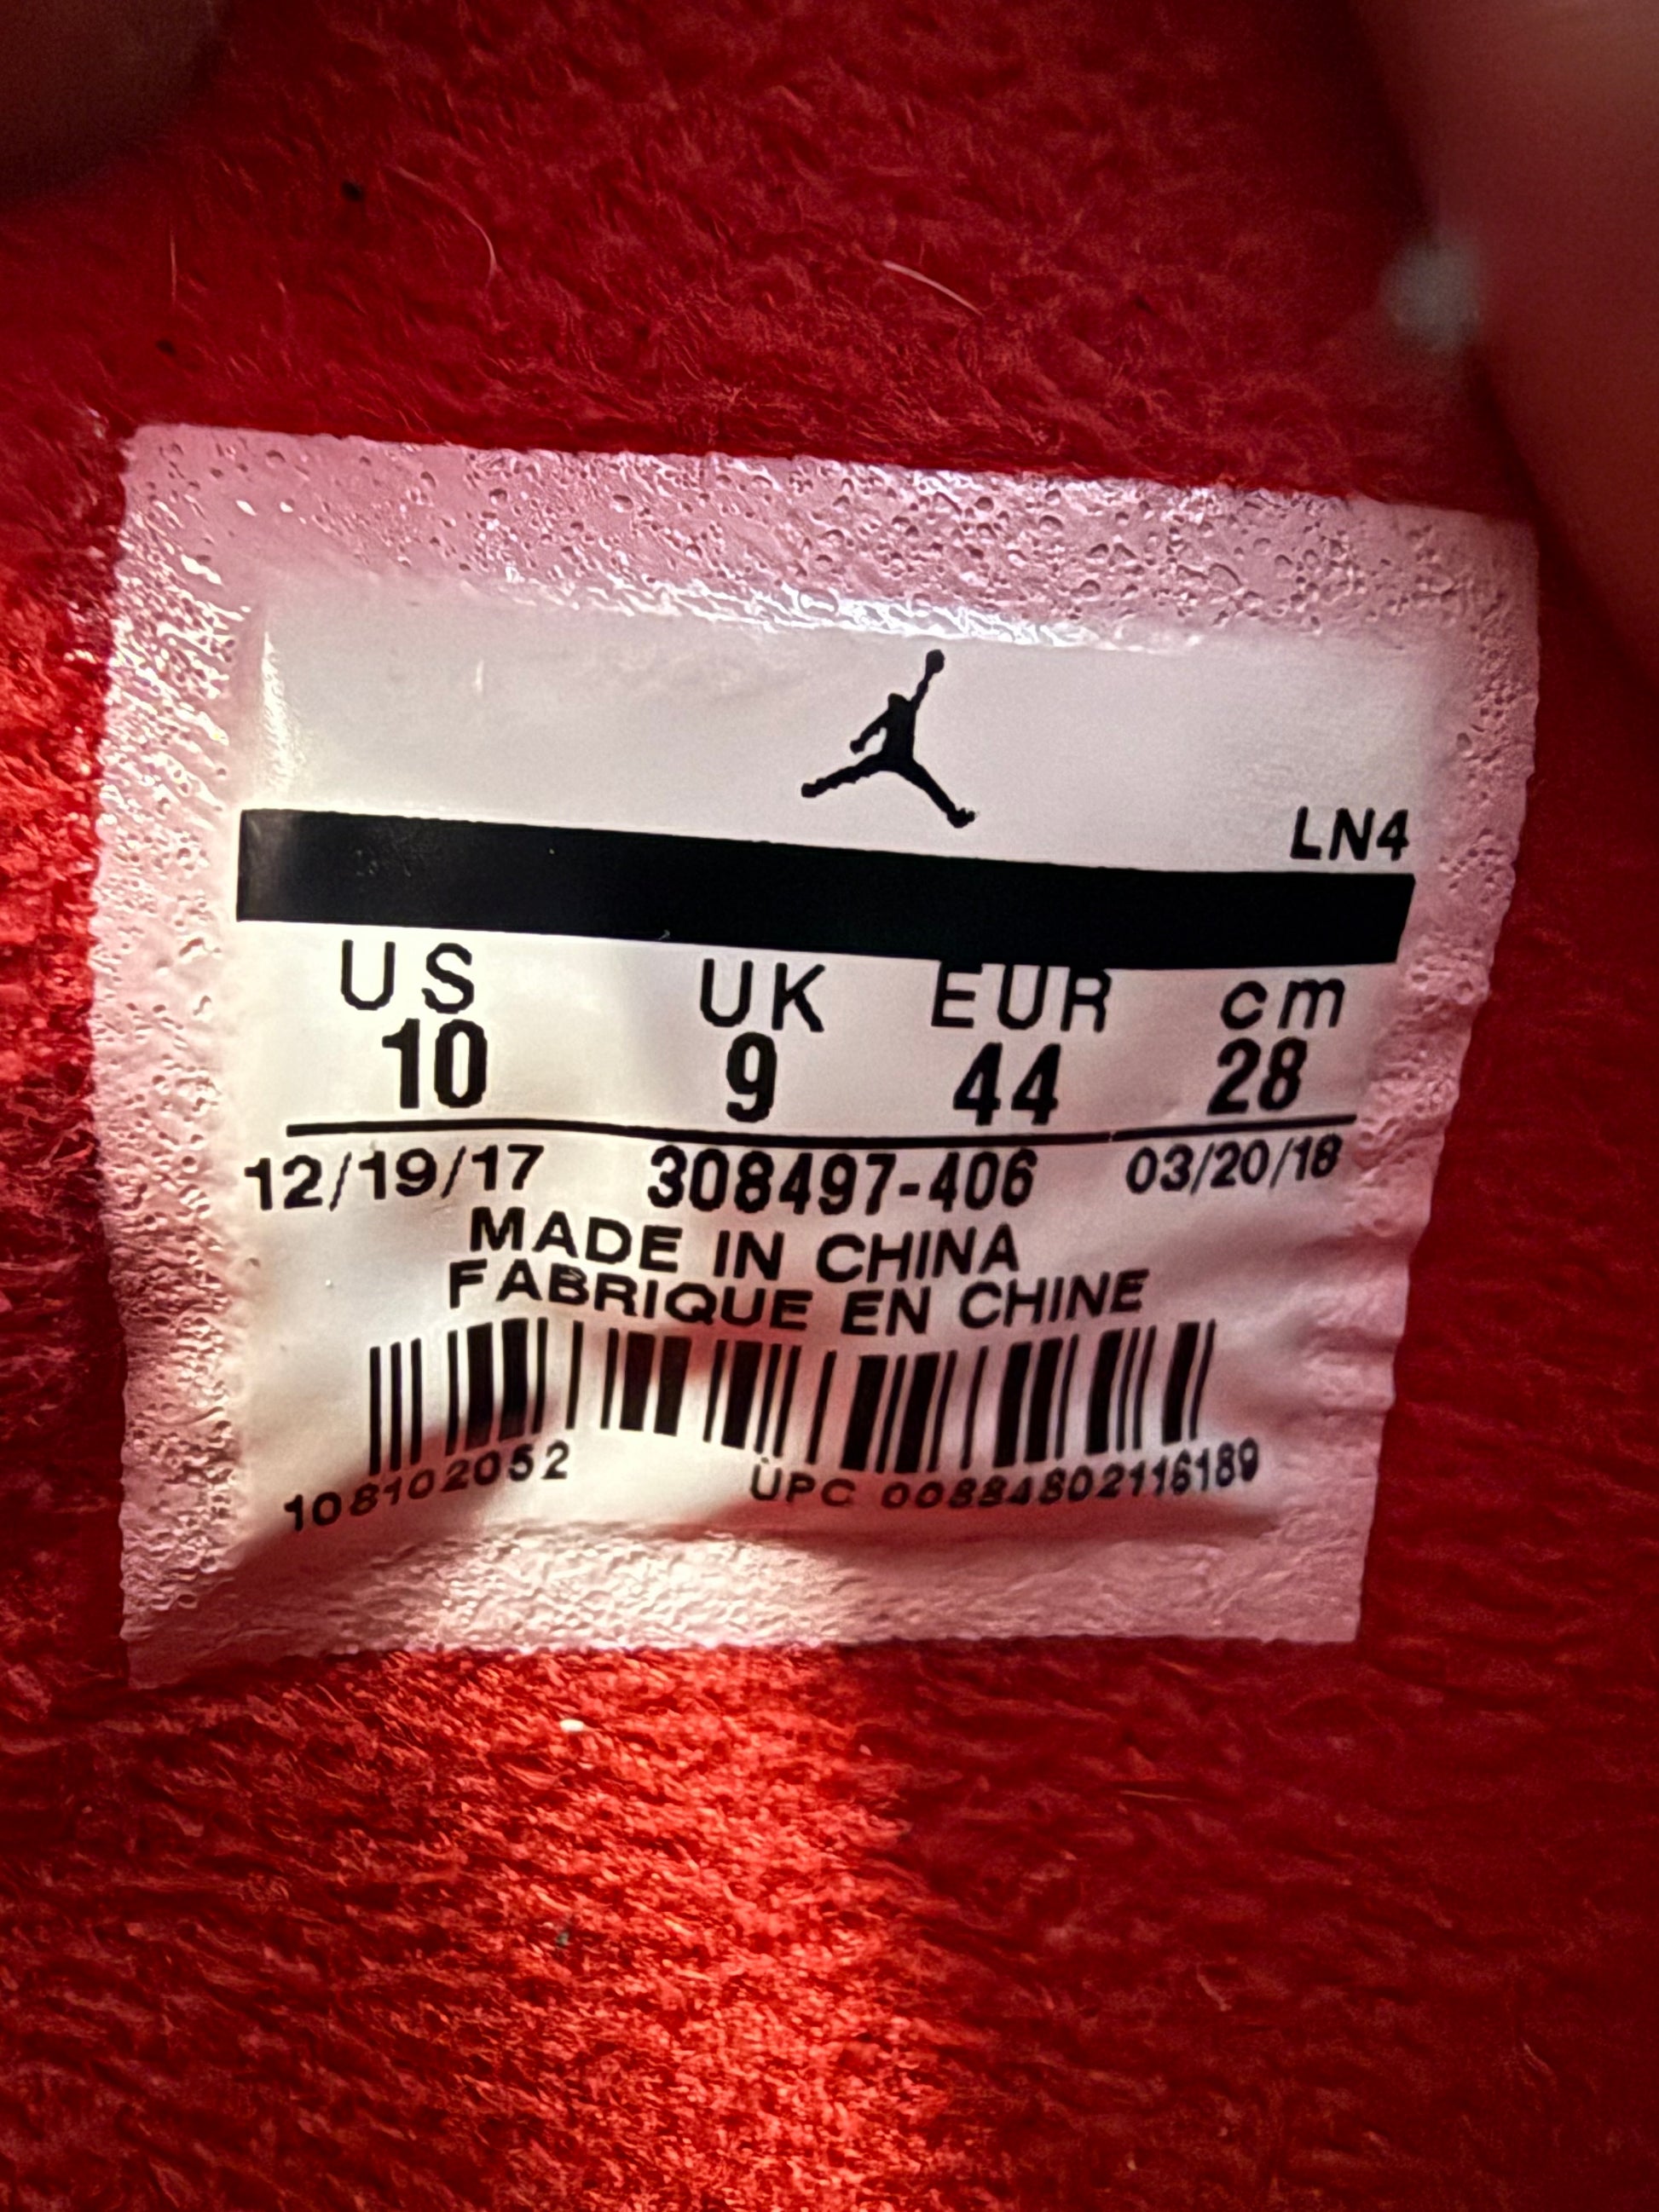 LN4
US UK EUR cm
10 9 44 28
12/19/17 308497-406 03/20/18
MADE IN CHINA
FABRIQUE EN CHINE
108102052 UPC 00884802116189